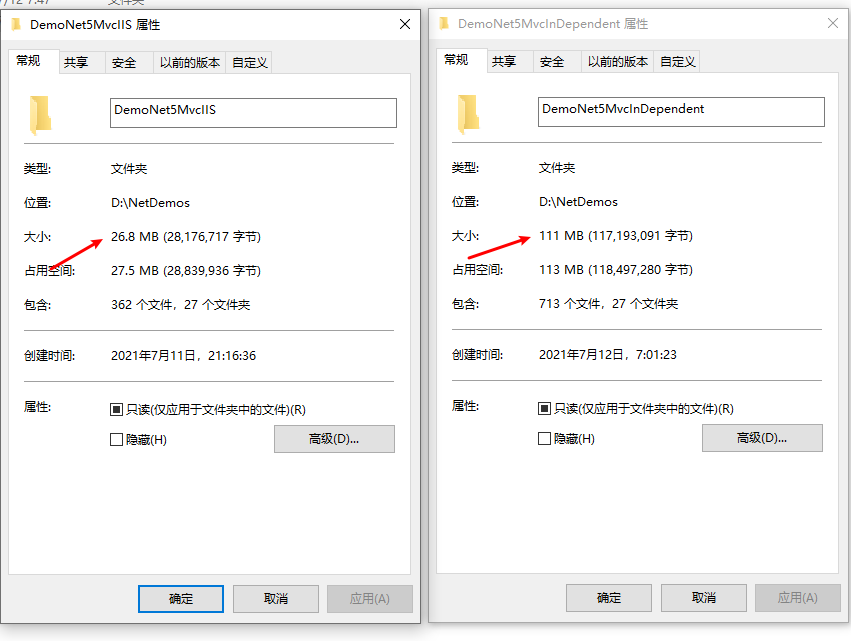 /12 7:47 文件夹
DemoNet5MvcIIS 属性
常规 共享 安全 以前的版本 自定义
DemoNet5MvcIIS
类型: 文件夹
位置: D:\NetDemos
大小: 26.8 MB (28,176,717 字节)
占用空间: 27.5 MB (28,839,936 字节)
包含: 362 个文件，27 个文件夹
创建时间: 2021年7月11日，21:16:36
属性: 只读(仅应用于文件夹中的文件)(R)
隐藏(H) 高级(D)...
确定 取消 应用(A)
DemoNet5MvcInDependent 属性
常规 共享 安全 以前的版本 自定义
DemoNet5MvcInDependent
类型: 文件夹
位置: D:\NetDemos
大小: 111 MB (117,193,091 字节)
占用空间: 113 MB (118,497,280 字节)
包含: 713 个文件，27 个文件夹
创建时间: 2021年7月12日，7:01:23
属性: 只读(仅应用于文件夹中的文件)(R)
隐藏(H) 高级(D)...
确定 取消 应用(A)